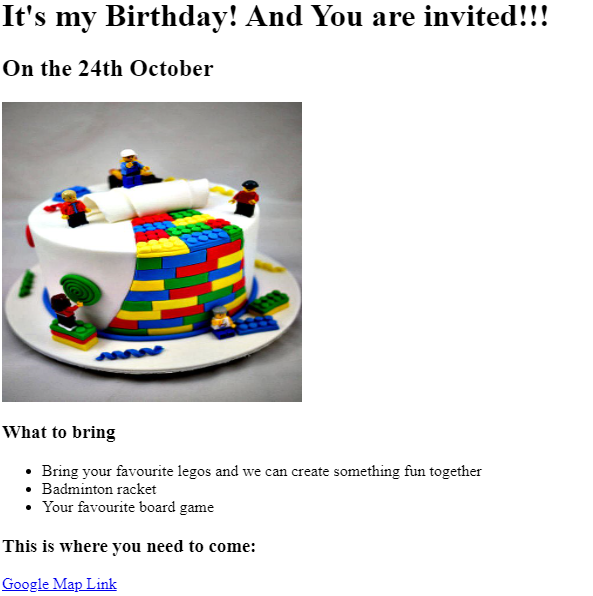 It's my Birthday! And You are invited!!!
On the 24th October
What to bring
Bring your favourite legos and we can create something fun together
Badminton racket
Your favourite board game
This is where you need to come:
Google Map Link